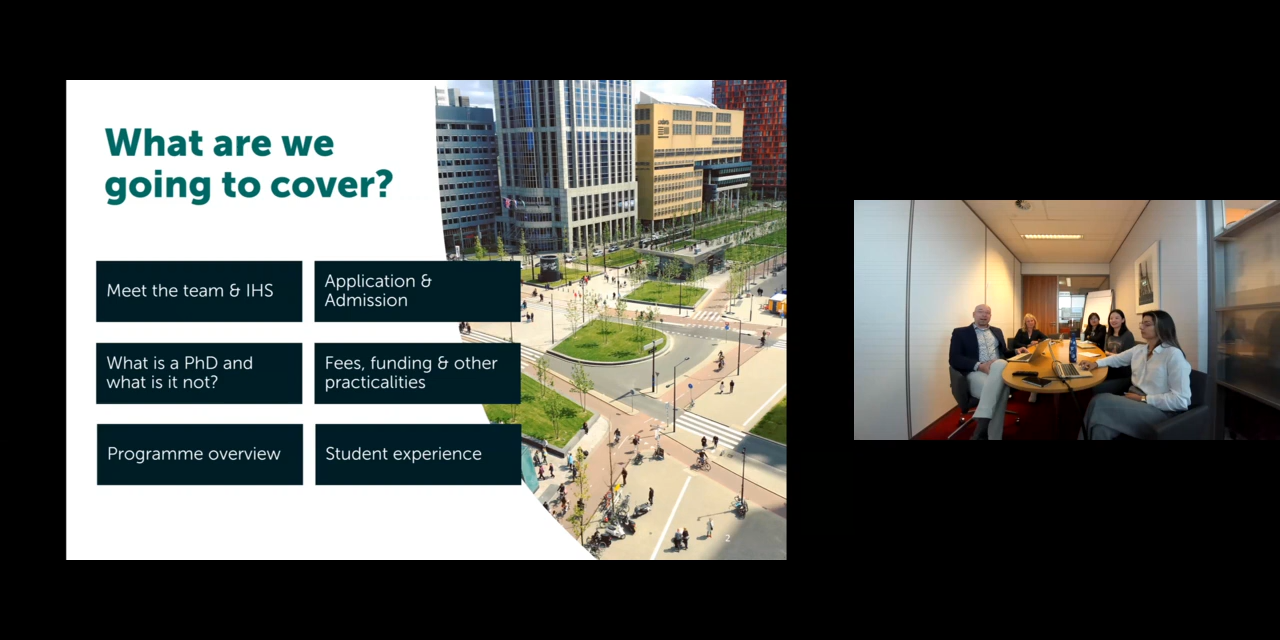 What are we
going to cover?
Meet the team & IHS
Application &
Admission
What is a PhD and
what is it not?
Fees, funding & other
practicalities
Programme overview
Student experience
2